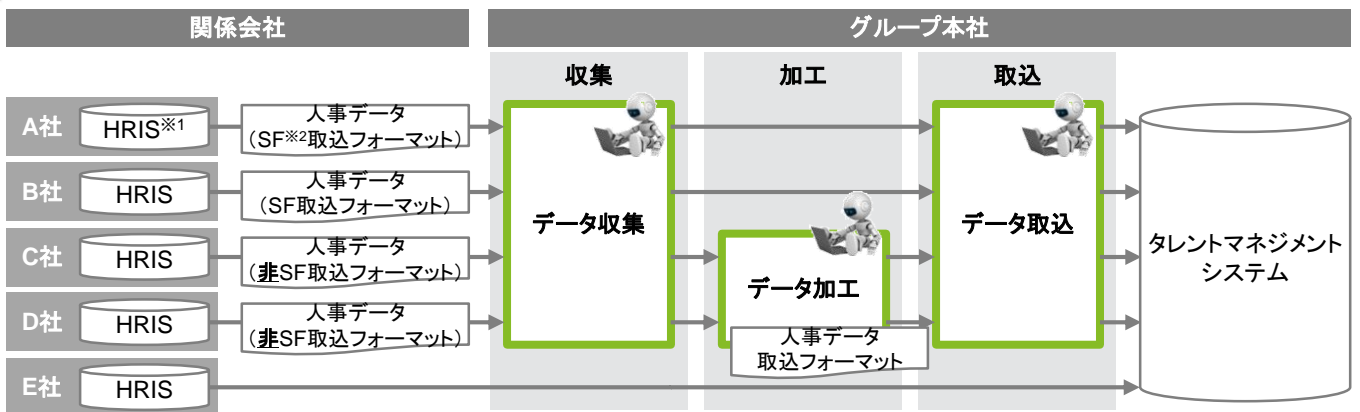 関係会社
グループ本社
収集
加工
取込
A社
HRIS※1
人事データ
(SF※2取込フォーマット)
B社
HRIS
人事データ
(SF取込フォーマット)
C社
HRIS
人事データ
(非SF取込フォーマット)
D社
HRIS
人事データ
(非SF取込フォーマット)
E社
HRIS
データ収集
データ加工
人事データ
取込フォーマット
データ取込
タレントマネジメント
システム